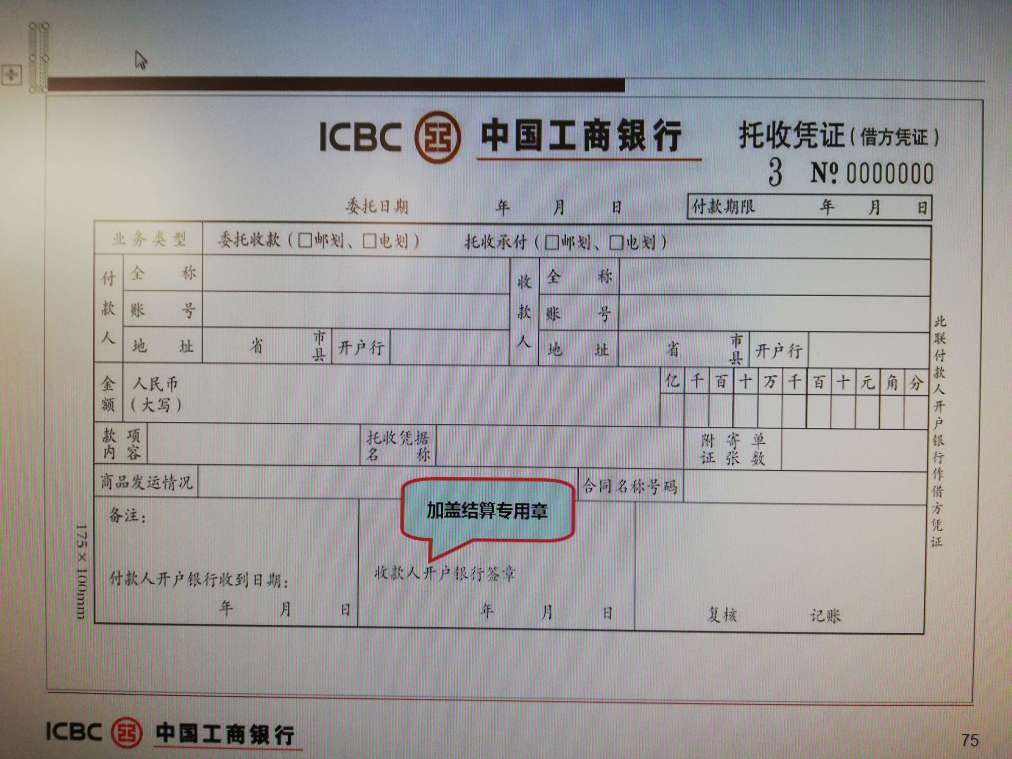 ICBC 中国工商银行 托收凭证（借方凭证）
3 № 0000000
委托日期 年 月 日 付款期限 年 月 日
业务类型 委托收款（□邮划、□电划） 托收承付（□邮划、□电划）
付款人 全称 收款人 全称
账号 账号
地址 省 市县 开户行 地址 省 市县 开户行
金额 人民币（大写） 亿 千 百 十 万 千 百 十 元 角 分
款项内容 托收凭据名称 附寄单证张数
商品发运情况 合同名称号码
备注：
加盖结算专用章
付款人开户银行收到日期： 收款人开户银行签章
年 月 日 年 月 日 复核 记账
此联付款人开户银行作借方凭证
175×100mm
ICBC 中国工商银行
75